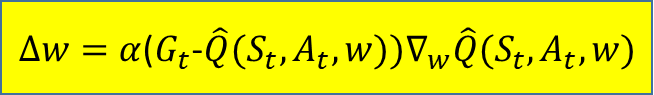 Δw = α(G_t-Q̂(S_t, A_t, w))∇_w Q̂(S_t, A_t, w)